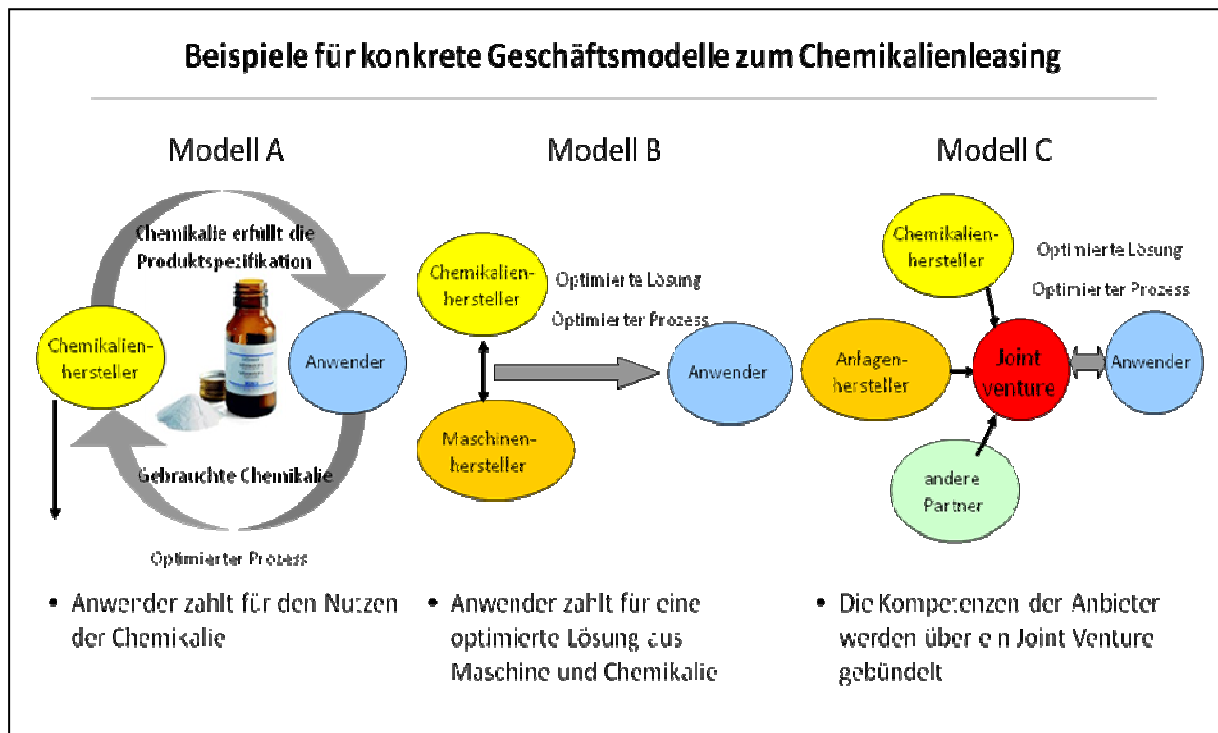 Beispiele für konkrete Geschäftsmodelle zum Chemikalienleasing
Modell A
Chemikalie erfüllt die
Produktspezifikation
Chemikalien-
hersteller
Anwender
Gebrauchte Chemikalie
Optimierter Prozess
• Anwender zahlt für den Nutzen
der Chemikalie
Modell B
Chemikalien-
hersteller
Optimierte Lösung
Optimierter Prozess
Anwender
Maschinen-
hersteller
• Anwender zahlt für eine
optimierte Lösung aus
Maschine und Chemikalie
Modell C
Chemikalien-
hersteller
Optimierte Lösung
Optimierter Prozess
Anlagen-
hersteller
Joint
venture
Anwender
andere
Partner
• Die Kompetenzen der Anbieter
werden über ein Joint Venture
gebündelt